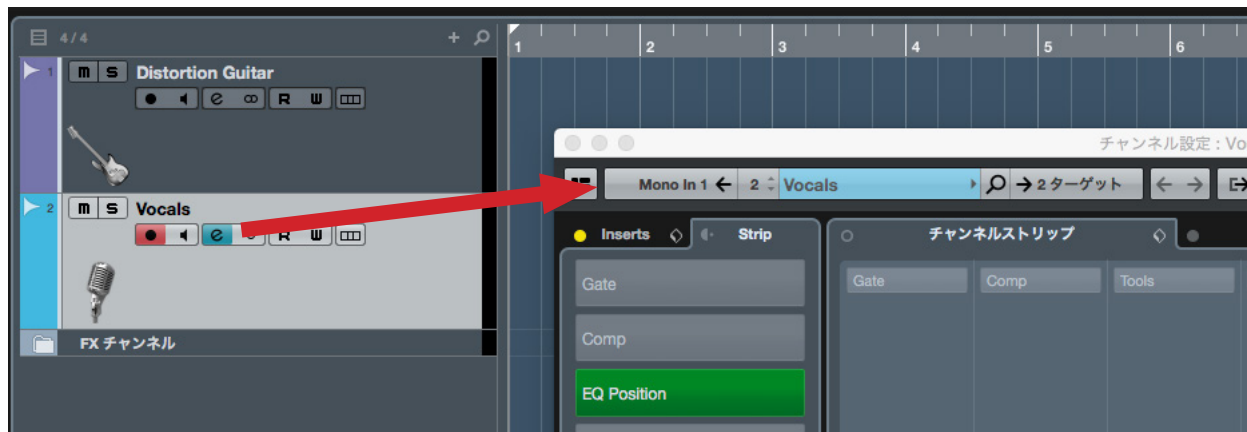 4/4
1 2 3 4 5 6
1 m S Distortion Guitar
e R W
チャンネル設定 : Vo
Mono In 1 2 Vocals 2 ターゲット
2 m S Vocals
e R W
Inserts Strip チャンネルストリップ
Gate Gate Comp Tools
Comp
FX チャンネル
EQ Position